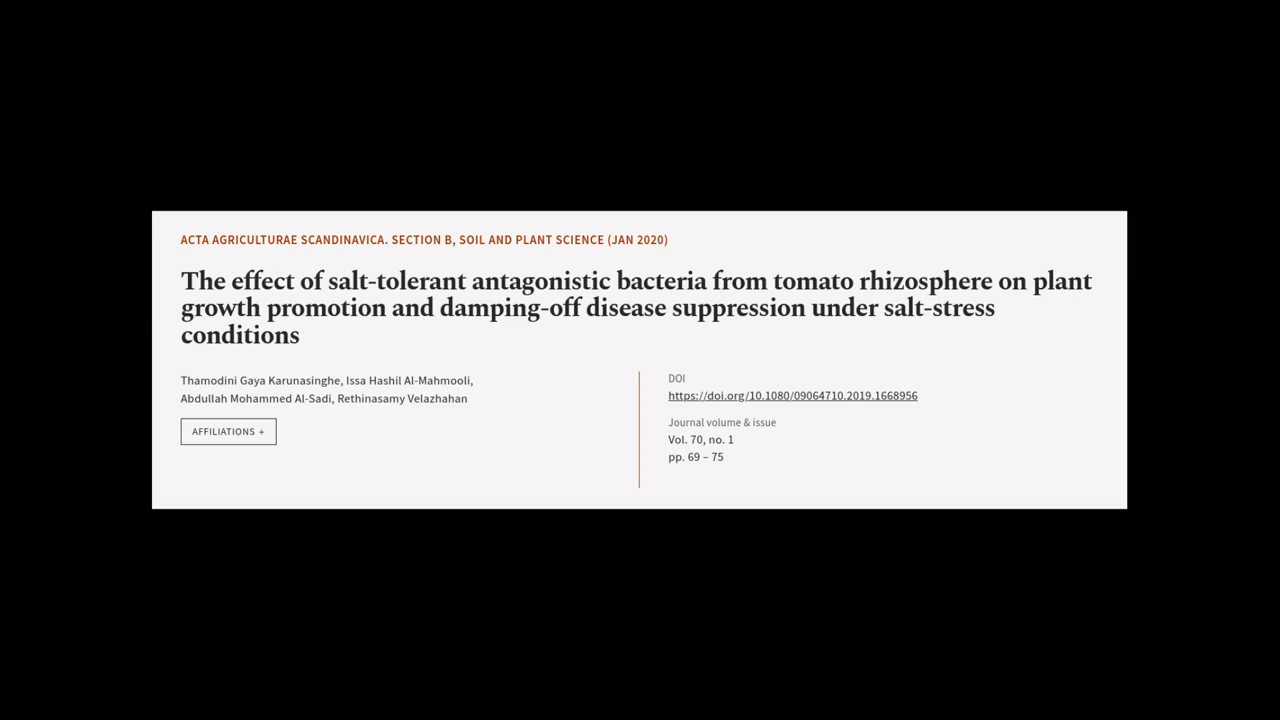 ACTA AGRICULTURAE SCANDINAVICA. SECTION B, SOIL AND PLANT SCIENCE (JAN 2020)
The effect of salt-tolerant antagonistic bacteria from tomato rhizosphere on plant
growth promotion and damping-off disease suppression under salt-stress
conditions
Thamodini Gaya Karunasinghe, Issa Hashil Al-Mahmooli,
Abdullah Mohammed Al-Sadi, Rethinasamy Velazhahan
AFFILIATIONS +
DOI
https://doi.org/10.1080/09064710.2019.1668956
Journal volume & issue
Vol. 70, no. 1
pp. 69 – 75